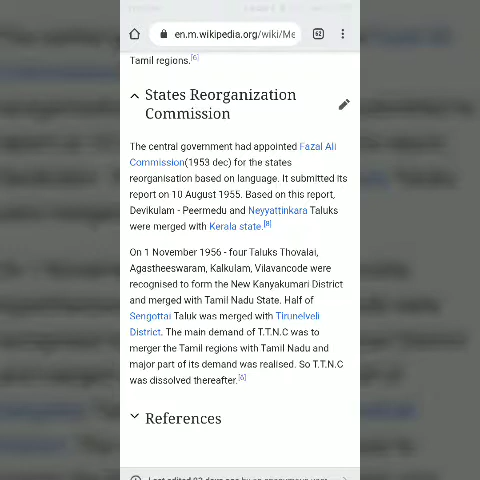 en.m.wikipedia.org/wiki/Me
62
Tamil regions.[6]
States Reorganization
Commission
The central government had appointed Fazal Ali
Commission(1953 dec) for the states
reorganisation based on language. It submitted its
report on 10 August 1955. Based on this report,
Devikulam - Peermedu and Neyyattinkara Taluks
were merged with Kerala state.[8]
On 1 November 1956 - four Taluks Thovalai,
Agastheeswaram, Kalkulam, Vilavancode were
recognised to form the New Kanyakumari District
and merged with Tamil Nadu State. Half of
Sengottai Taluk was merged with Tirunelveli
District. The main demand of T.T.N.C was to
merger the Tamil regions with Tamil Nadu and
major part of its demand was realised. So T.T.N.C
was dissolved thereafter.[6]
References